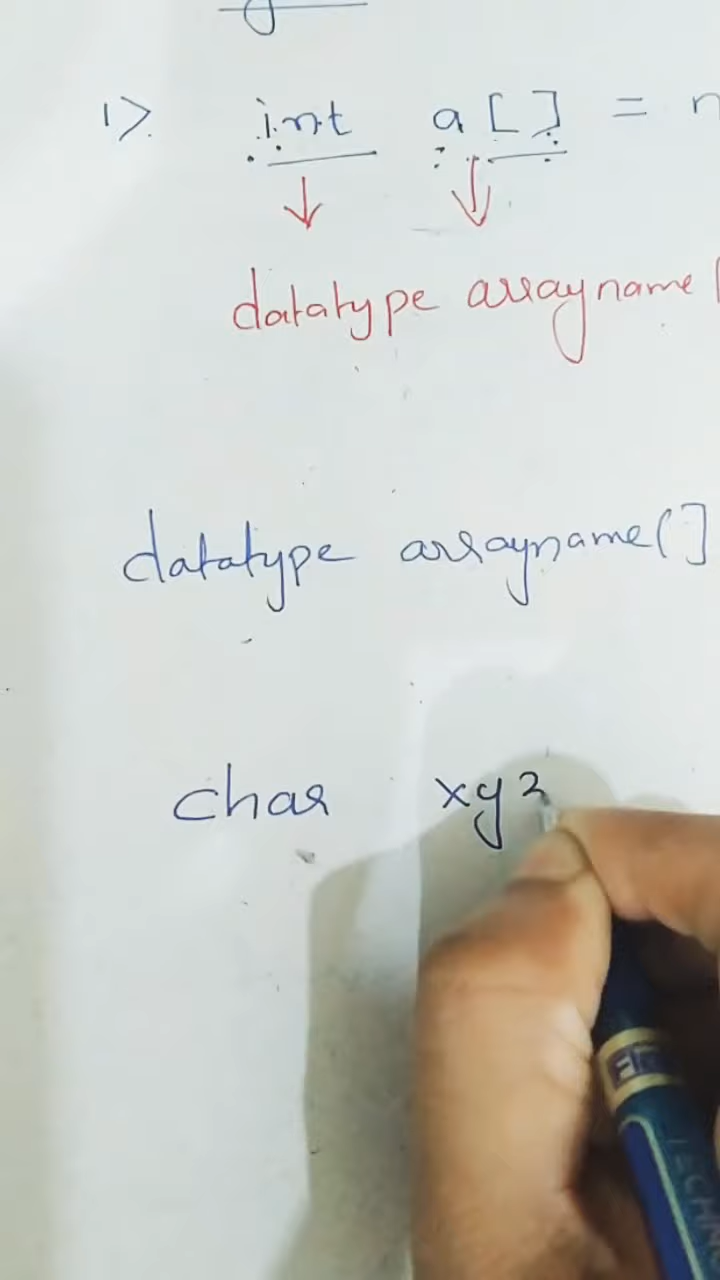 1) int a[] = n
datatype arrayname[
datatype arrayname[]
char xyz